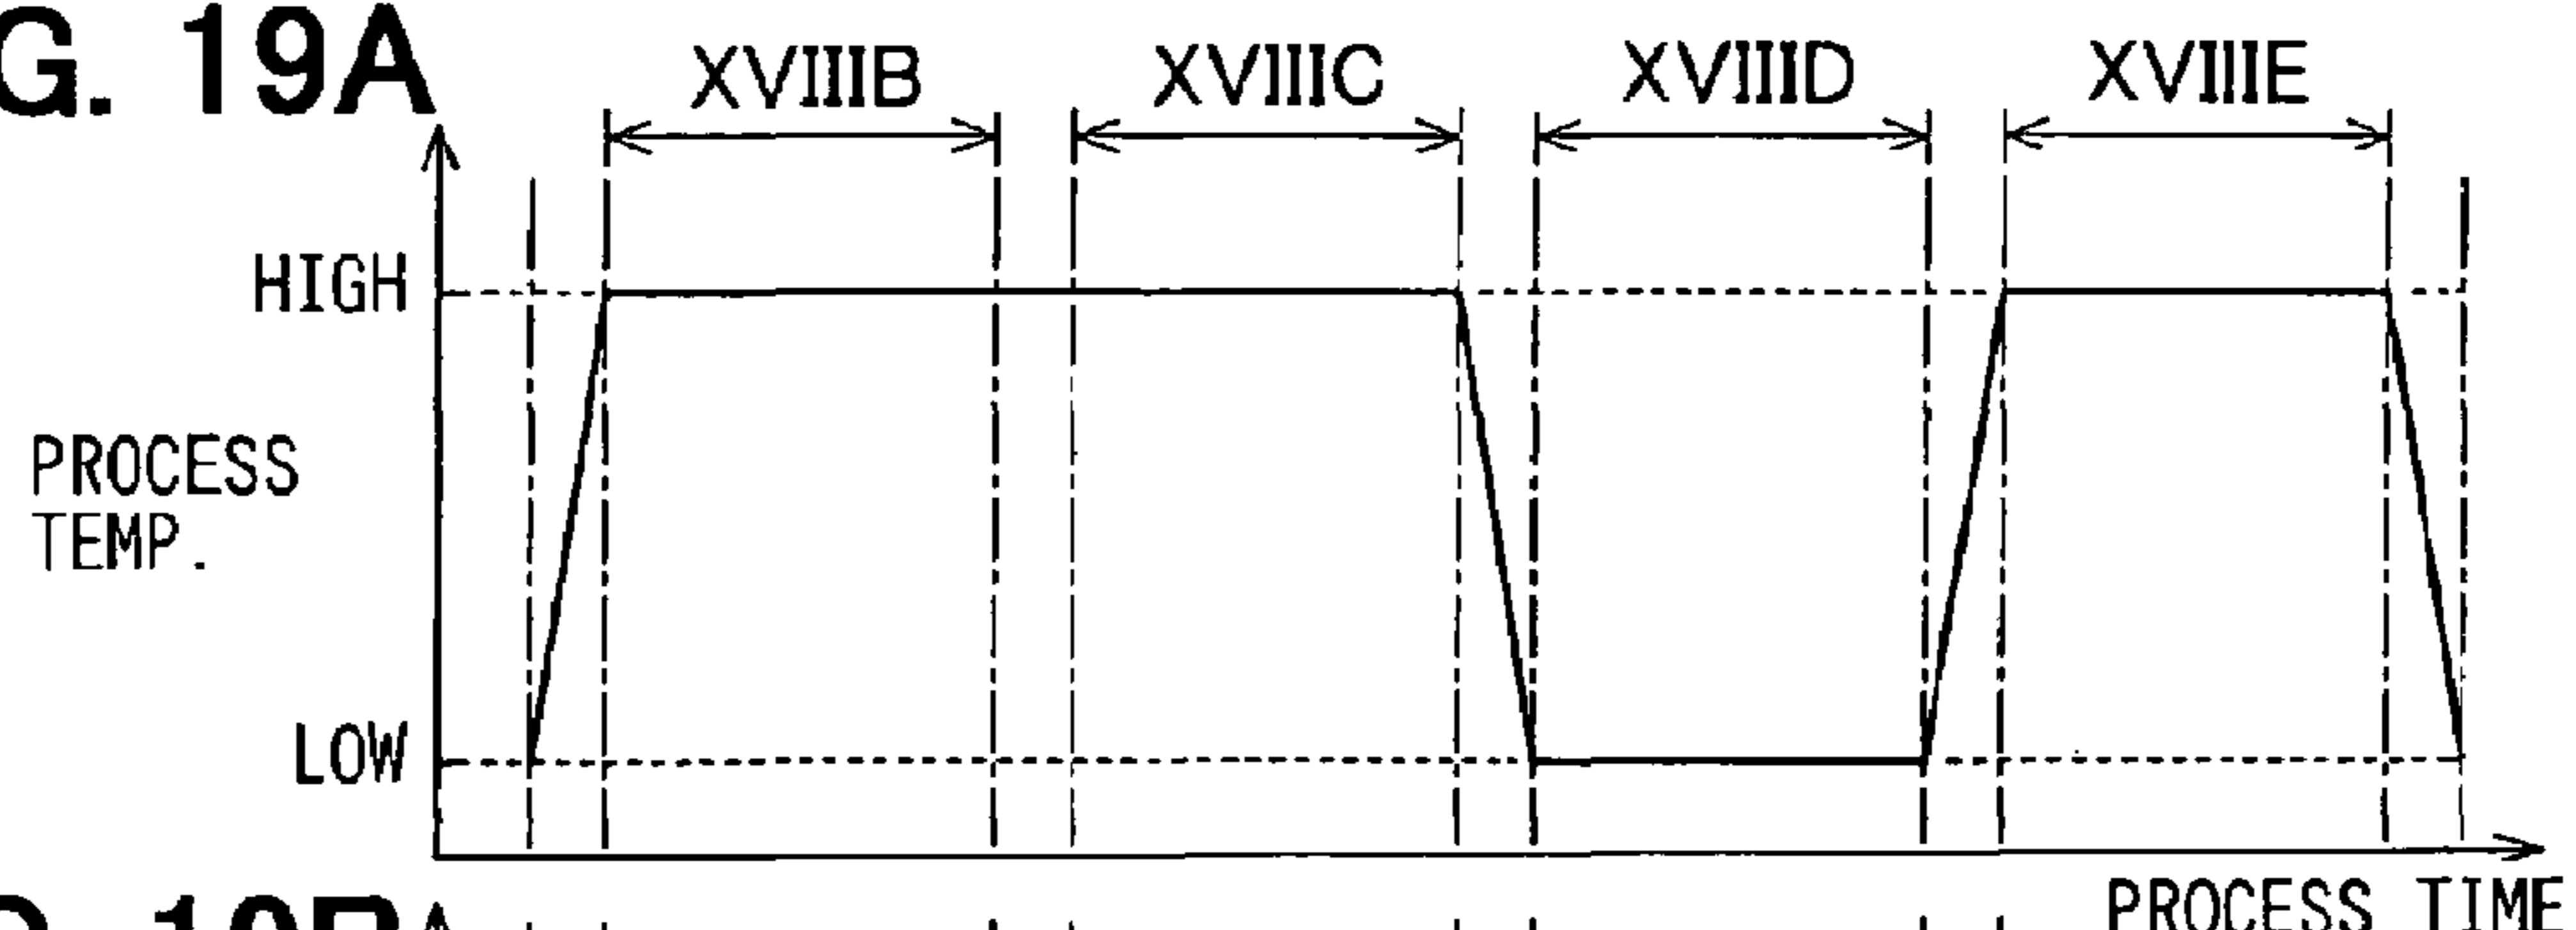 G. 19A
XVIIIB XVIIIC XVIIID XVIIIE
HIGH
PROCESS
TEMP.
LOW
PROCESS TIME